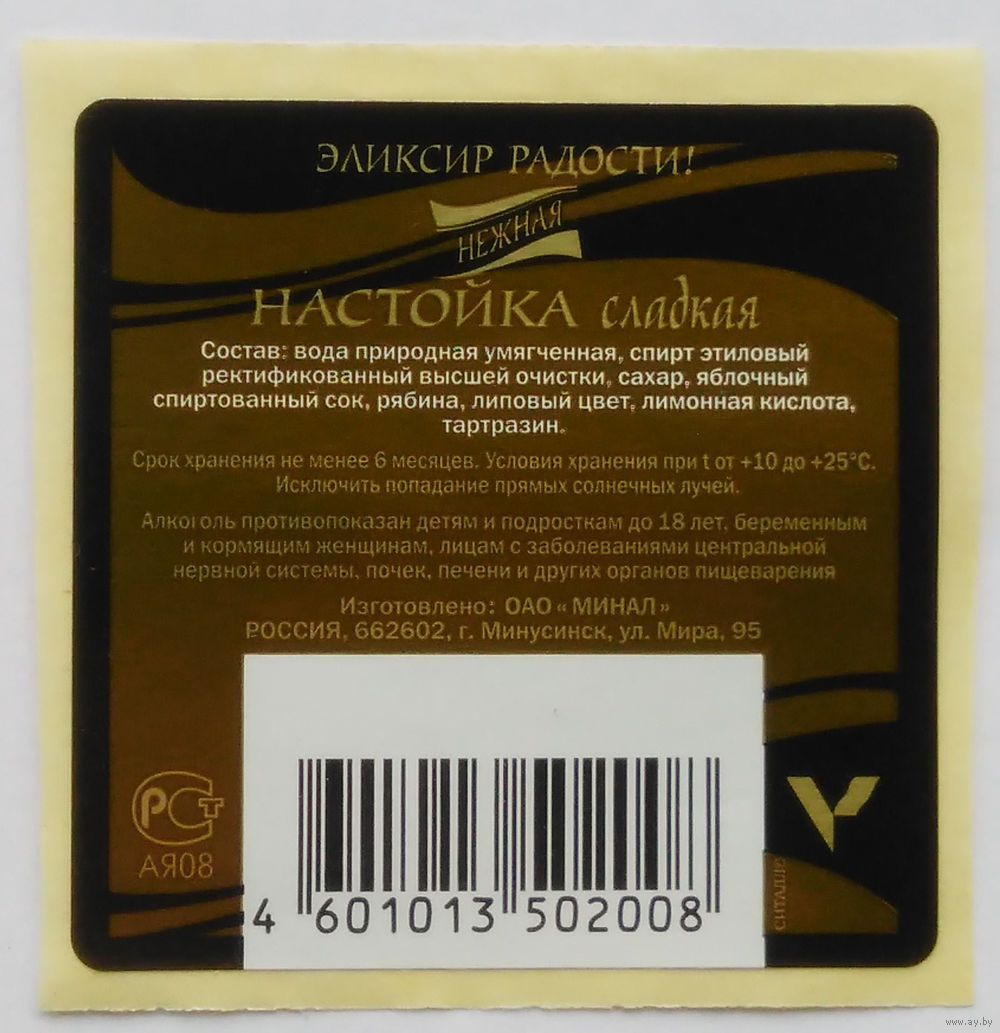 ЭЛИКСИР РАДОСТИ!
НЕЖНАЯ
НАСТОЙКА сладкая
Состав: вода природная умягченная, спирт этиловый
ректификованный высшей очистки, сахар, яблочный
спиртованный сок, рябина, липовый цвет, лимонная кислота,
тартразин.
Срок хранения не менее 6 месяцев. Условия хранения при t от +10 до +25°С.
Исключить попадание прямых солнечных лучей.
Алкоголь противопоказан детям и подросткам до 18 лет, беременным
и кормящим женщинам, лицам с заболеваниями центральной
нервной системы, почек, печени и других органов пищеварения
Изготовлено: ОАО «МИНАЛ»
РОССИЯ, 662602, г. Минусинск, ул. Мира, 95
РСТ
АЯ08
СИТАЛЛ®
4 601013 502008
www.ay.by